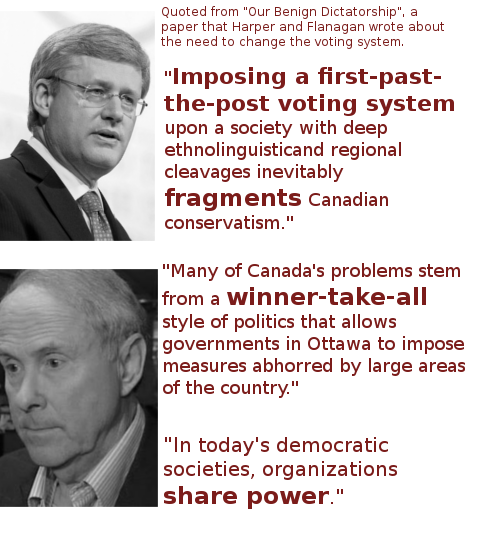 Quoted from "Our Benign Dictatorship", a
paper that Harper and Flanagan wrote about
the need to change the voting system.
"Imposing a first-past-
the-post voting system
upon a society with deep
ethnolinguisticand regional
cleavages inevitably
fragments Canadian
conservatism."
"Many of Canada's problems stem
from a winner-take-all
style of politics that allows
governments in Ottawa to impose
measures abhorred by large areas
of the country."
"In today's democratic
societies, organizations
share power."